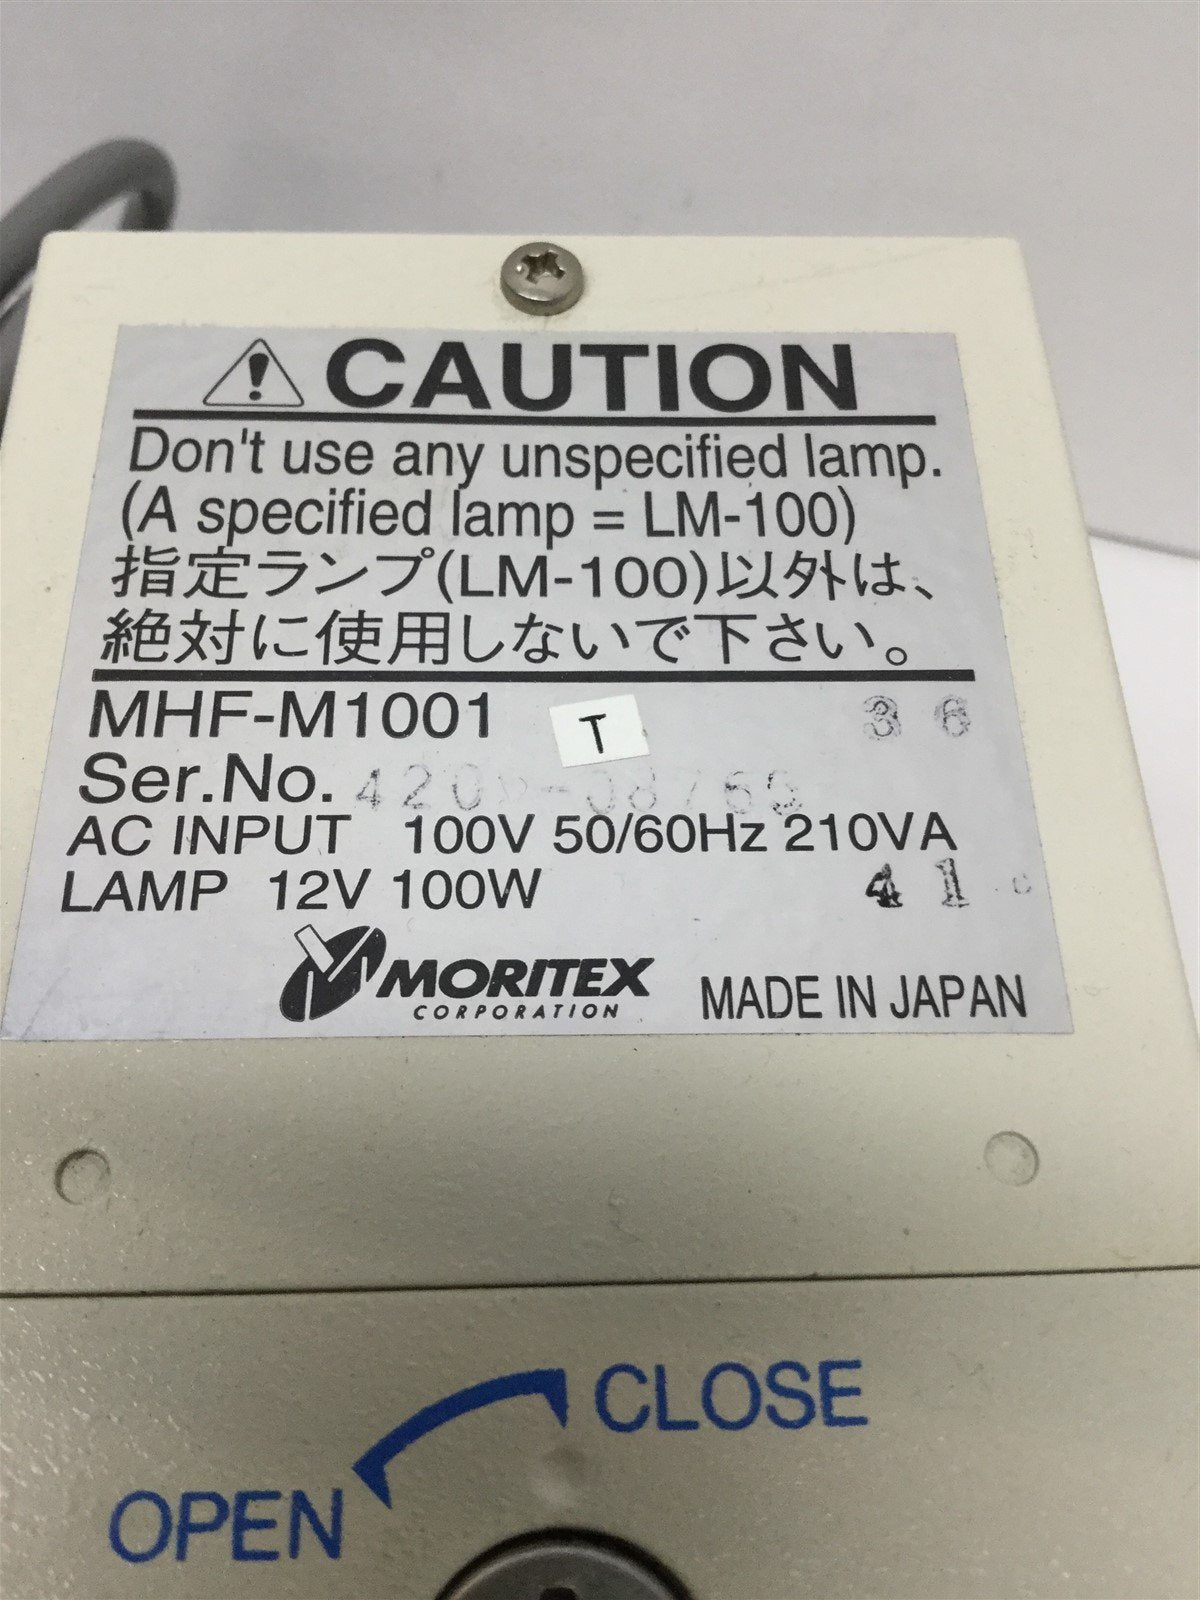 CAUTION
Don't use any unspecified lamp.
(A specified lamp = LM-100)
指定ランプ(LM-100)以外は、
絶対に使用しないで下さい。
MHF-M1001 T 36
Ser.No.
AC INPUT 100V 50/60Hz 210VA
LAMP 12V 100W 41
MORITEX
CORPORATION
MADE IN JAPAN
CLOSE
OPEN